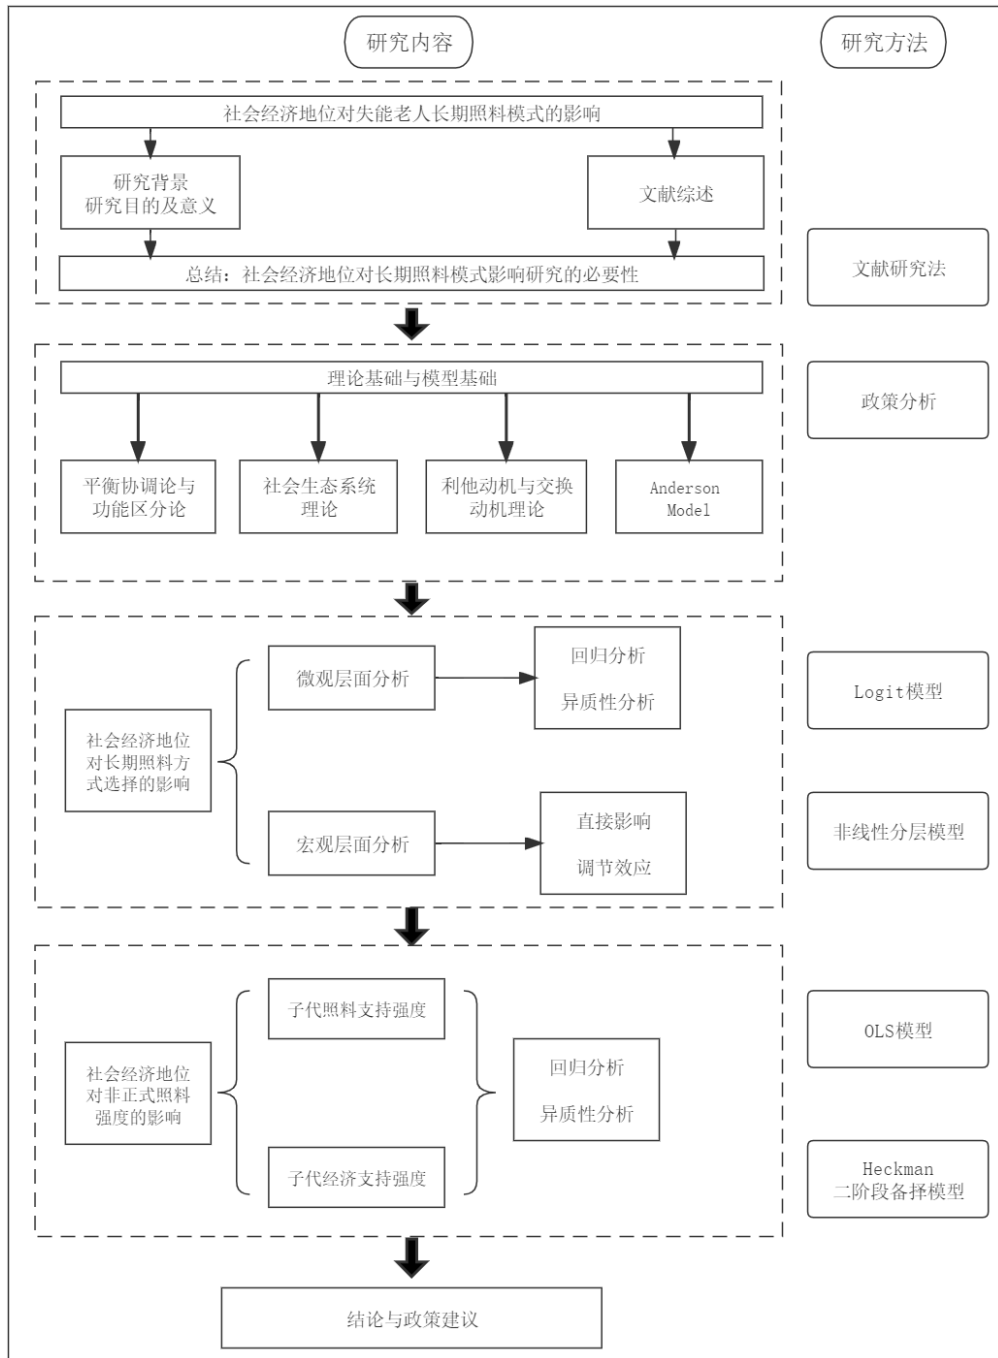 研究内容
研究方法
社会经济地位对失能老人长期照料模式的影响
研究背景
研究目的及意义
文献综述
总结：社会经济地位对长期照料模式影响研究的必要性
文献研究法
理论基础与模型基础
政策分析
平衡协调论与
功能区分论
社会生态系统
理论
利他动机与交换
动机理论
Anderson
Model
社会经济地位
对长期照料方
式选择的影响
微观层面分析
回归分析
异质性分析
Logit模型
宏观层面分析
直接影响
调节效应
非线性分层模型
社会经济地位
对非正式照料
强度的影响
子代照料支持强度
子代经济支持强度
回归分析
异质性分析
OLS模型
Heckman
二阶段备择模型
结论与政策建议